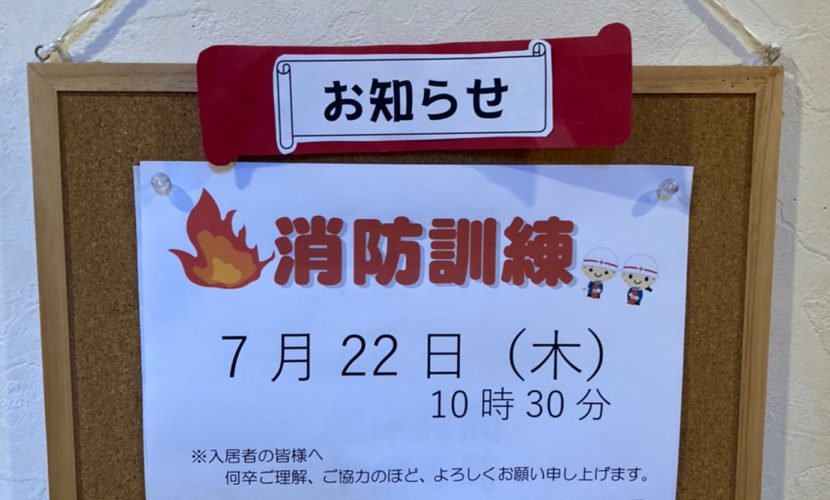 お知らせ
消防訓練
7月22日（木）
10時30分
※入居者の皆様へ
何卒ご理解、ご協力のほど、よろしくお願い申し上げます。